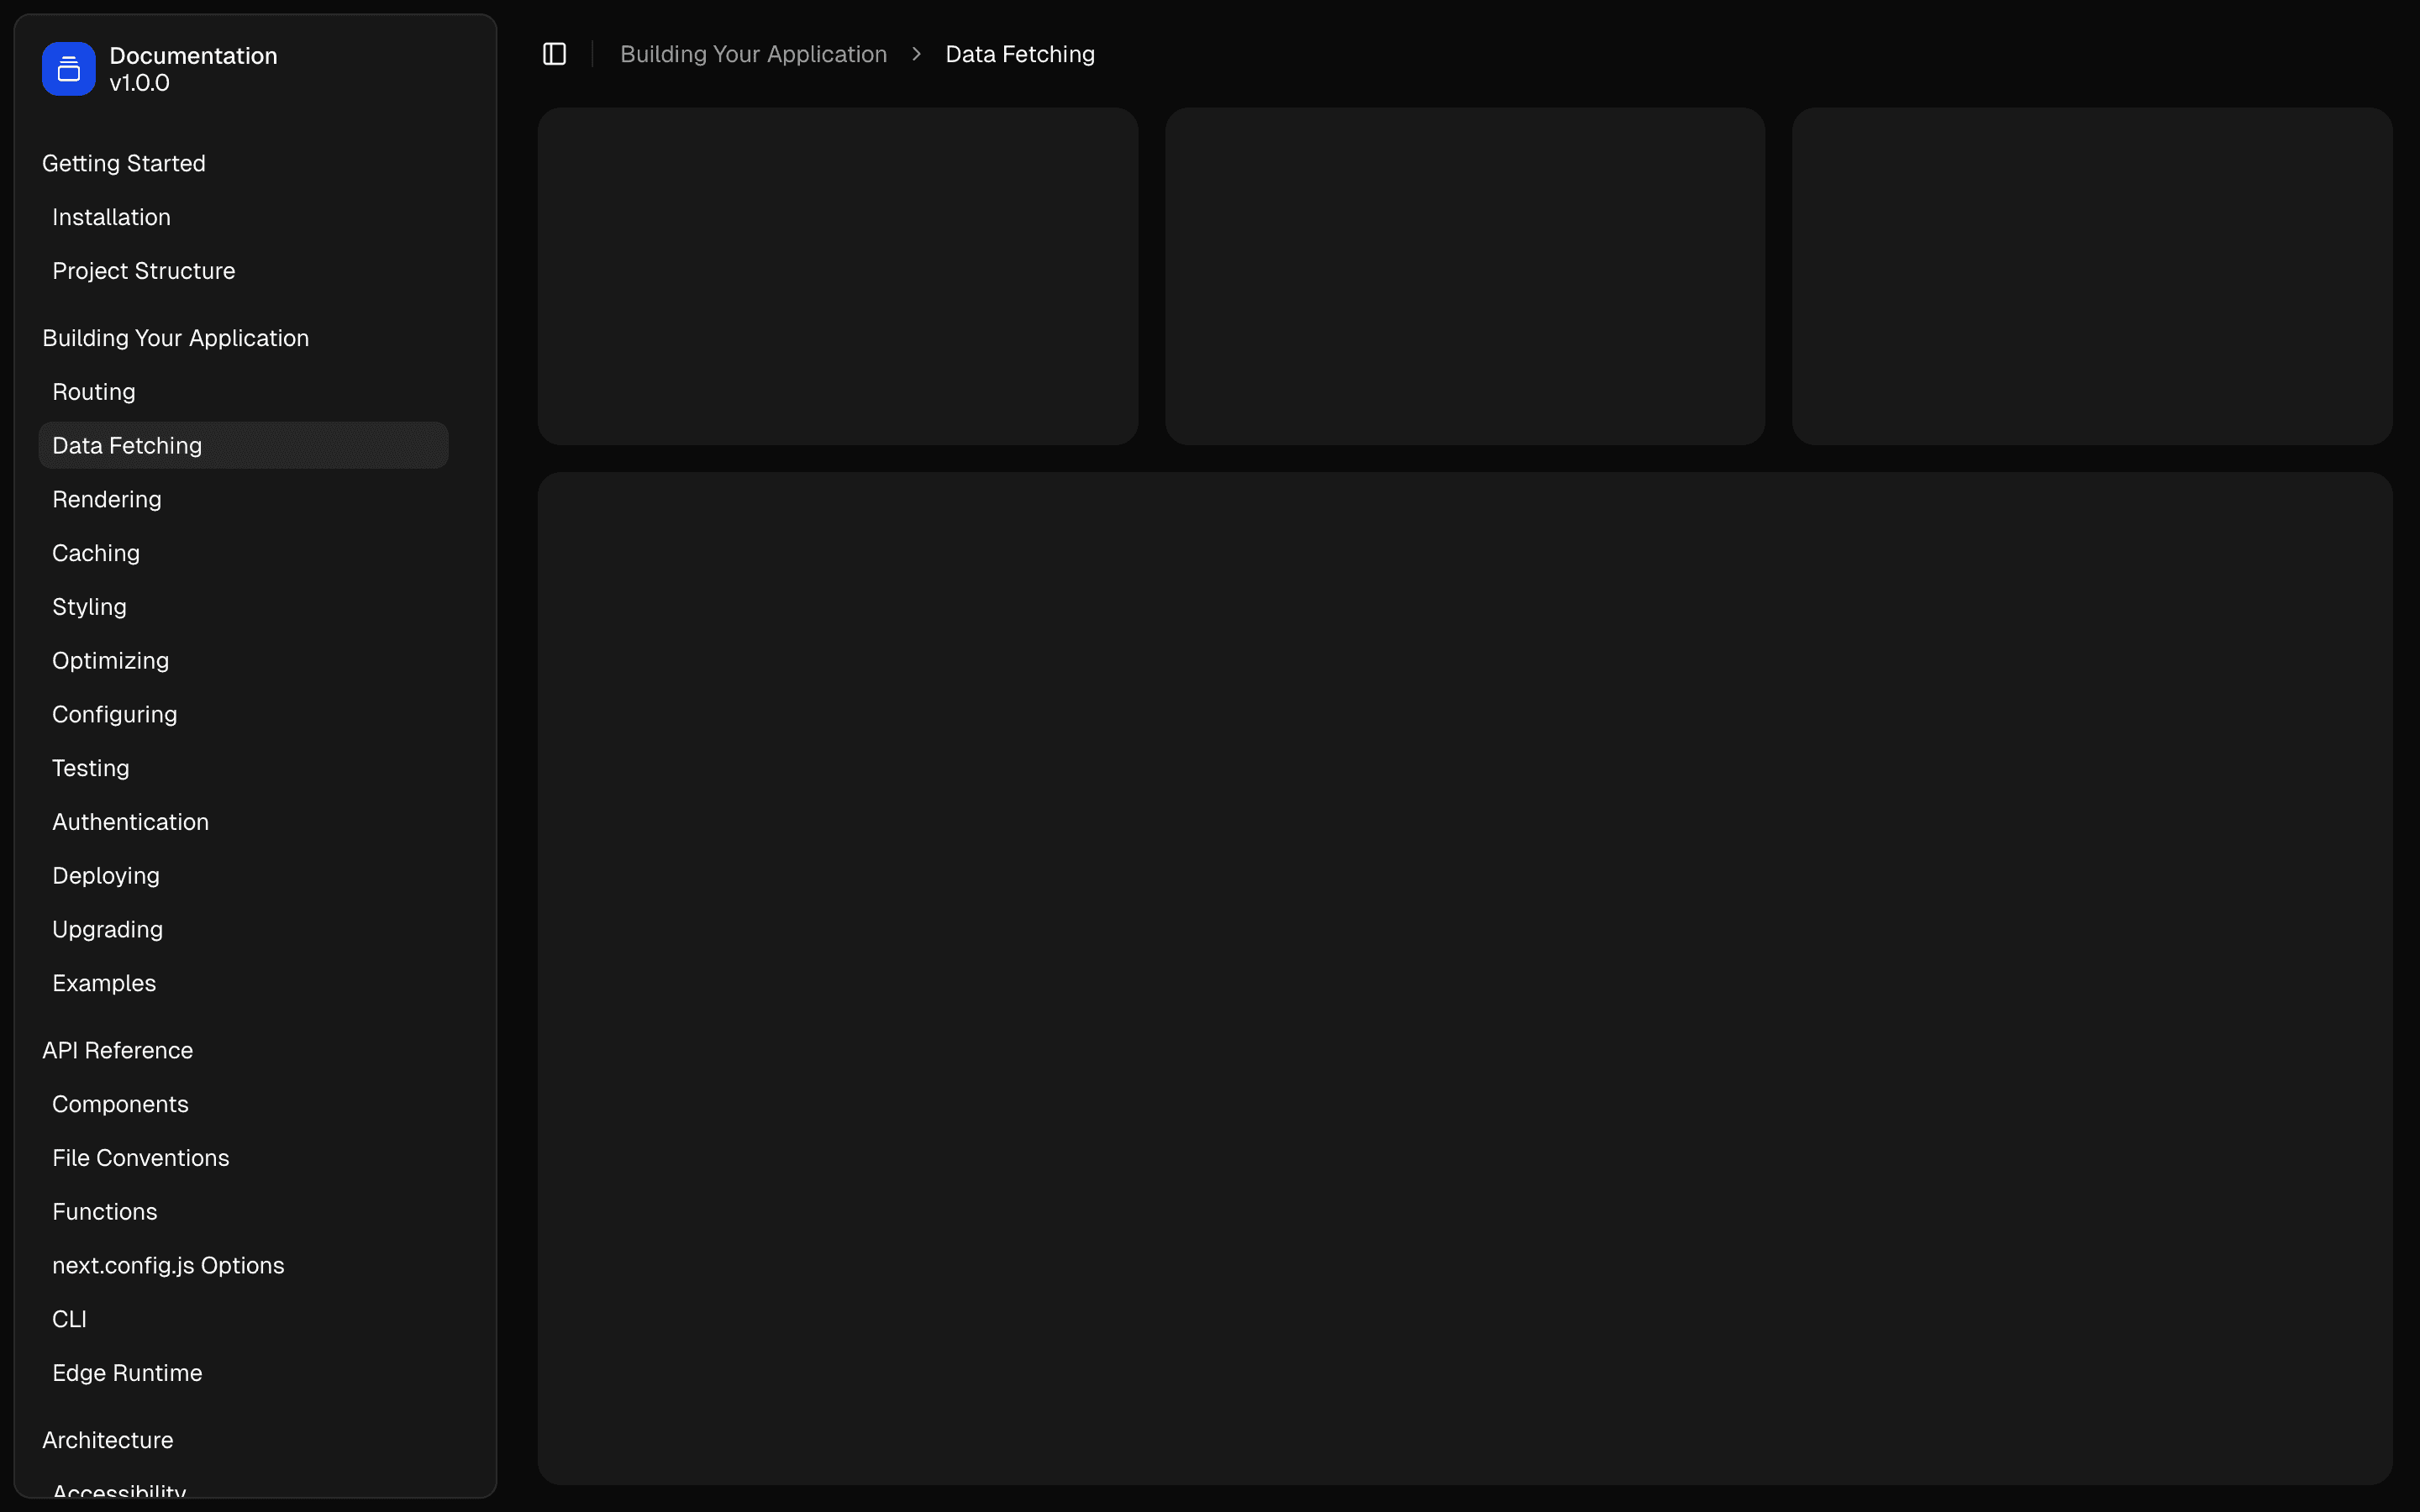 Documentation
v1.0.0
Getting Started
Installation
Project Structure
Building Your Application
Routing
Data Fetching
Rendering
Caching
Styling
Optimizing
Configuring
Testing
Authentication
Deploying
Upgrading
Examples
API Reference
Components
File Conventions
Functions
next.config.js Options
CLI
Edge Runtime
Architecture
Accessibility
Building Your Application > Data Fetching